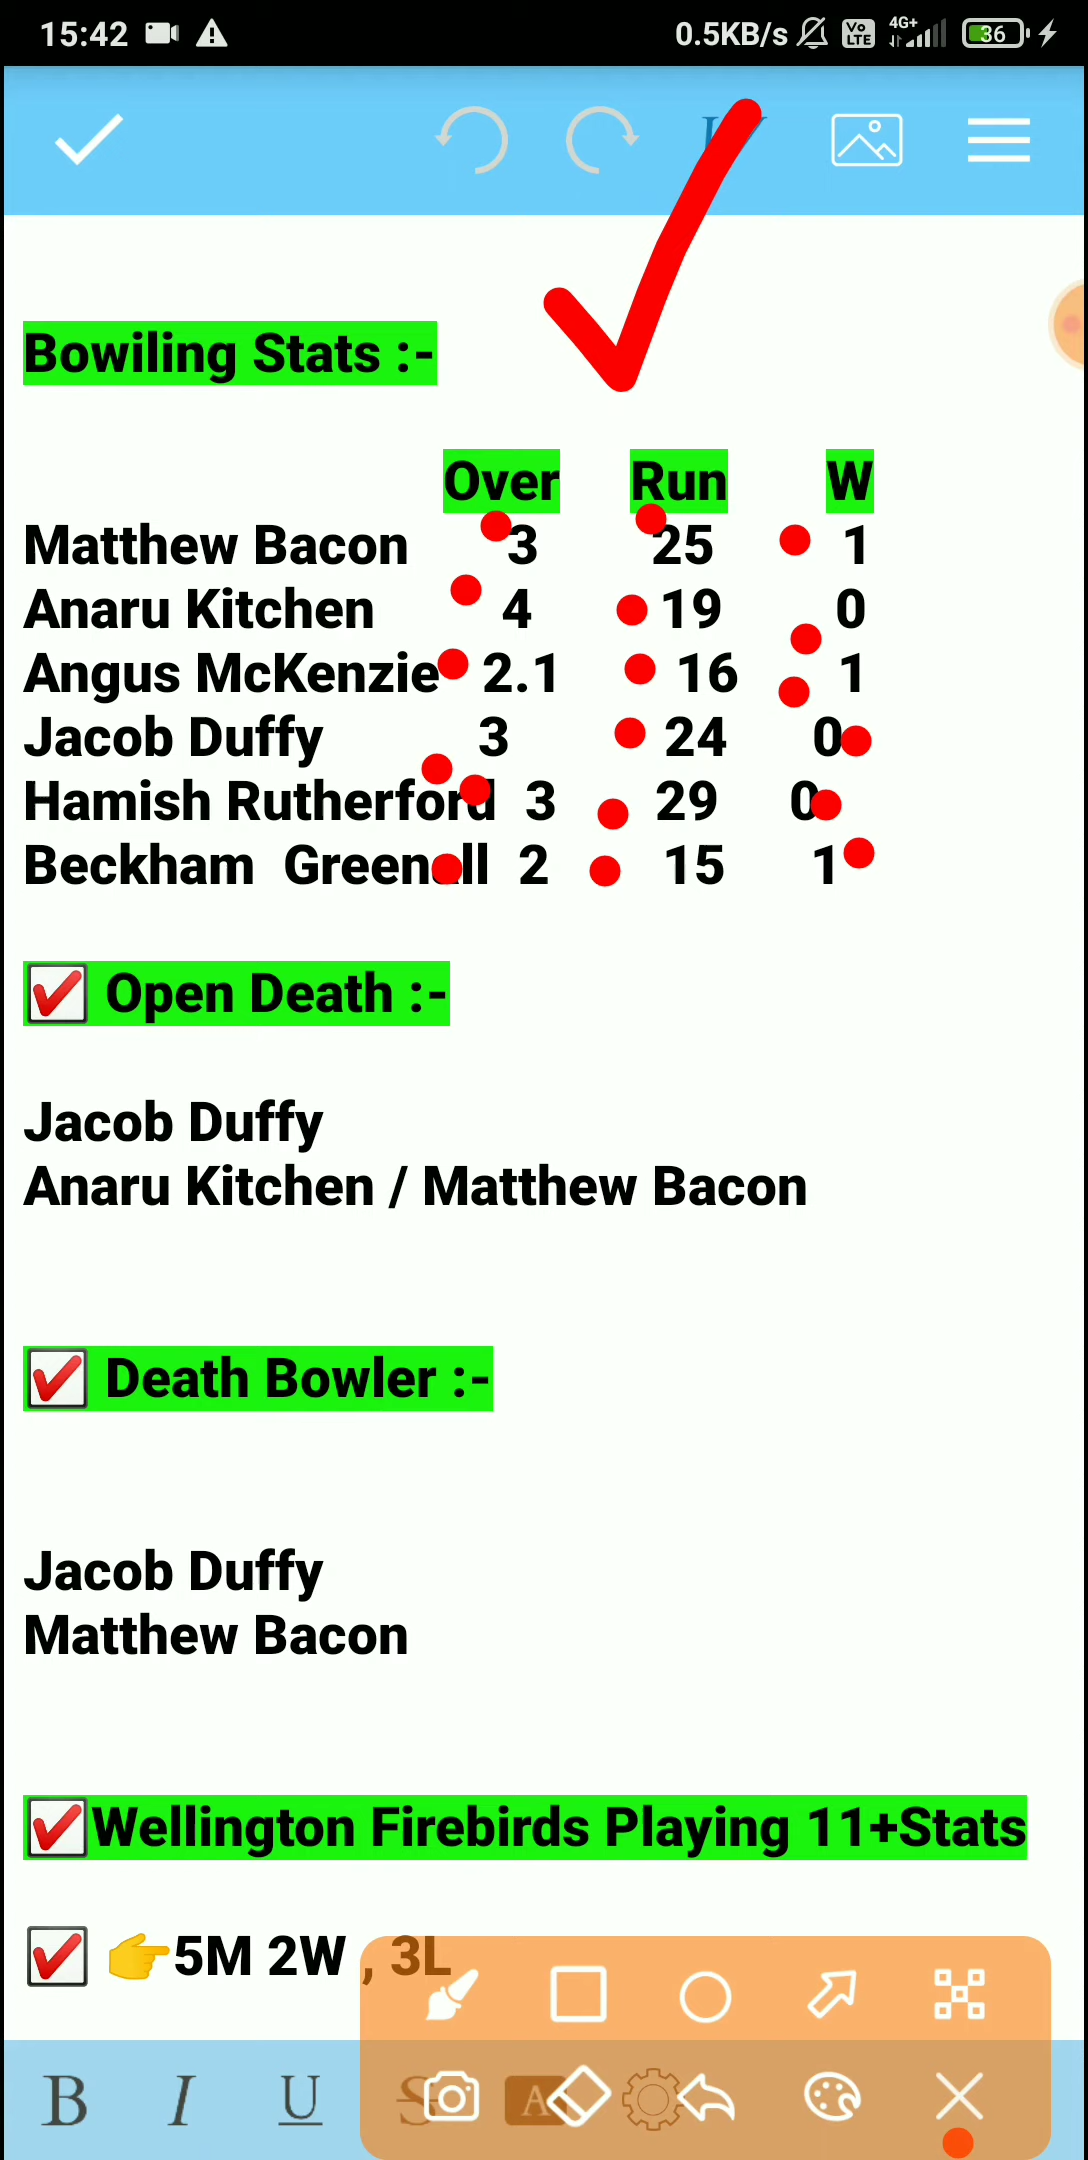 15:42 0.5KB/s Vo LTE 4G+ 36
Bowiling Stats :-
Over Run W
Matthew Bacon 3 25 1
Anaru Kitchen 4 19 0
Angus McKenzie 2.1 16 1
Jacob Duffy 3 24 0
Hamish Rutherford 3 29 0
Beckham Greenall 2 15 1
Open Death :-
Jacob Duffy
Anaru Kitchen / Matthew Bacon
Death Bowler :-
Jacob Duffy
Matthew Bacon
Wellington Firebirds Playing 11+Stats
5M 2W , 3L
B I U S A